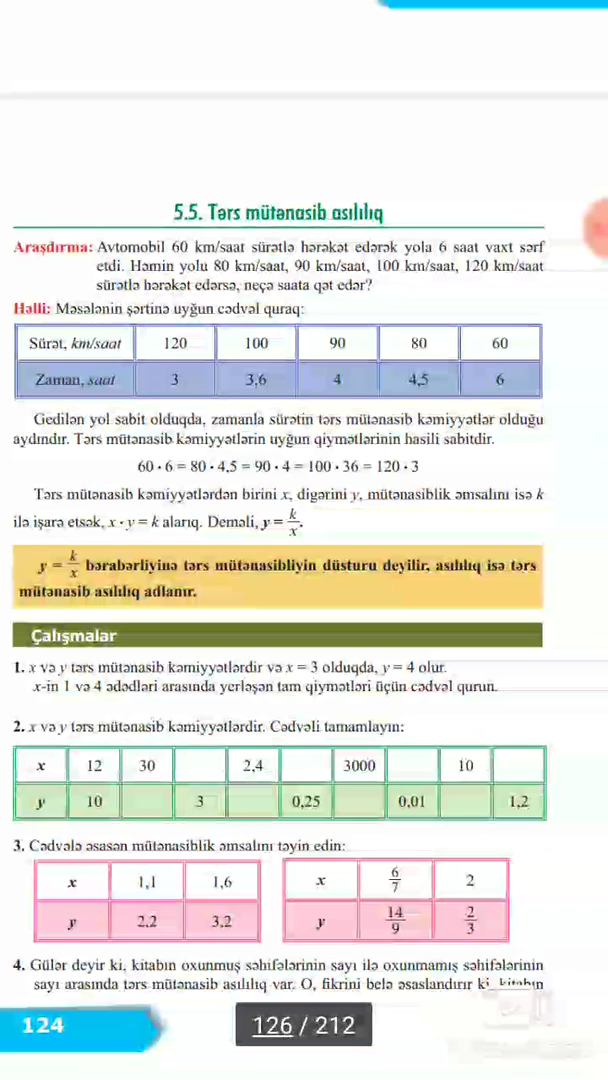 5.5. Tərs mütənasib asılılıq
Araşdırma: Avtomobil 60 km/saat sürətlə hərəkət edərək yola 6 saat vaxt sərf
etdi. Həmin yolu 80 km/saat, 90 km/saat, 100 km/saat, 120 km/saat
sürətlə hərəkət edərsə, neçə saata qət edər?
Həlli: Məsələnin şərtinə uyğun cədvəl quraq:
Sürət, km/saat 120 100 90 80 60
Zaman, saat 3 3,6 4 4,5 6
Gedilən yol sabit olduqda, zamanla sürətin tərs mütənasib kəmiyyətlər olduğu
aydındır. Tərs mütənasib kəmiyyətlərin uyğun qiymətlərinin hasili sabitdir.
60 · 6 = 80 · 4,5 = 90 · 4 = 100 · 36 = 120 · 3
Tərs mütənasib kəmiyyətlərdən birini x, digərini y, mütənasiblik əmsalını isə k
ilə işarə etsək, x · y = k alarıq. Deməli, y = k/x.
y = k/x bərabərliyinə tərs mütənasibliyin düsturu deyilir, asılılıq isə tərs
mütənasib asılılıq adlanır.
Çalışmalar
1. x və y tərs mütənasib kəmiyyətlərdir və x = 3 olduqda, y = 4 olur.
x-in 1 və 4 ədədləri arasında yerləşən tam qiymətləri üçün cədvəl qurun.
2. x və y tərs mütənasib kəmiyyətlərdir. Cədvəli tamamlayın:
x 12 30 2,4 3000 10
y 10 3 0,25 0,01 1,2
3. Cədvələ əsasən mütənasiblik əmsalını təyin edin:
x 1,1 1,6 x 6/7 2
y 2,2 3,2 y 14/9 2/3
4. Gülər deyir ki, kitabın oxunmuş səhifələrinin sayı ilə oxunmamış səhifələrinin
sayı arasında tərs mütənasib asılılıq var. O, fikrini belə əsaslandırır ki, kitabın
124
126 / 212